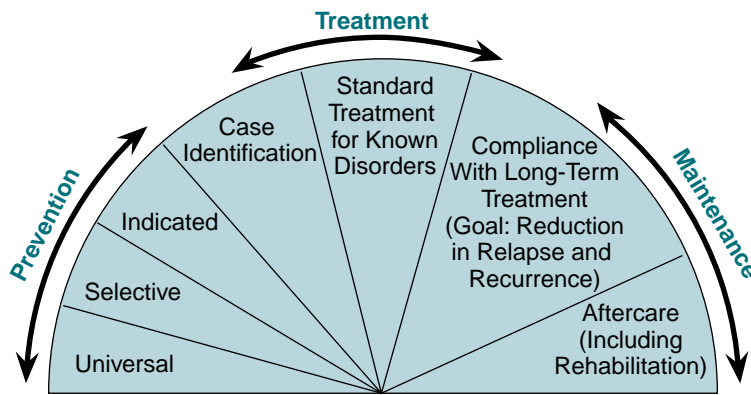 Treatment
Prevention
Maintenance
Universal
Selective
Indicated
Case
Identification
Standard
Treatment
for Known
Disorders
Compliance
With Long-Term
Treatment
(Goal: Reduction
in Relapse and
Recurrence)
Aftercare
(Including
Rehabilitation)